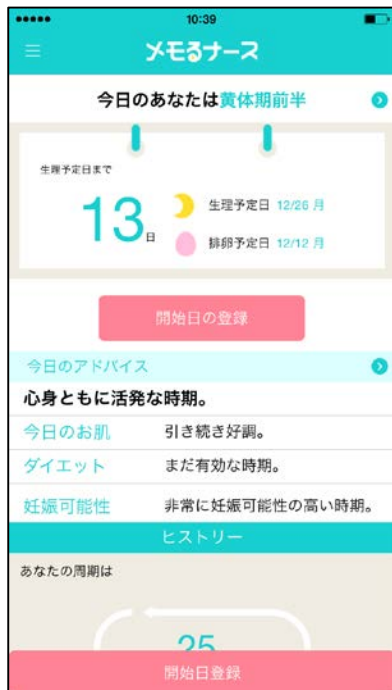 10:39
メモるナース
今日のあなたは黄体期前半
生理予定日まで
13日
生理予定日 12/26 月
排卵予定日 12/12 月
開始日の登録
今日のアドバイス
心身ともに活発な時期。
今日のお肌 引き続き好調。
ダイエット まだ有効な時期。
妊娠可能性 非常に妊娠可能性の高い時期。
ヒストリー
あなたの周期は
25
開始日登録